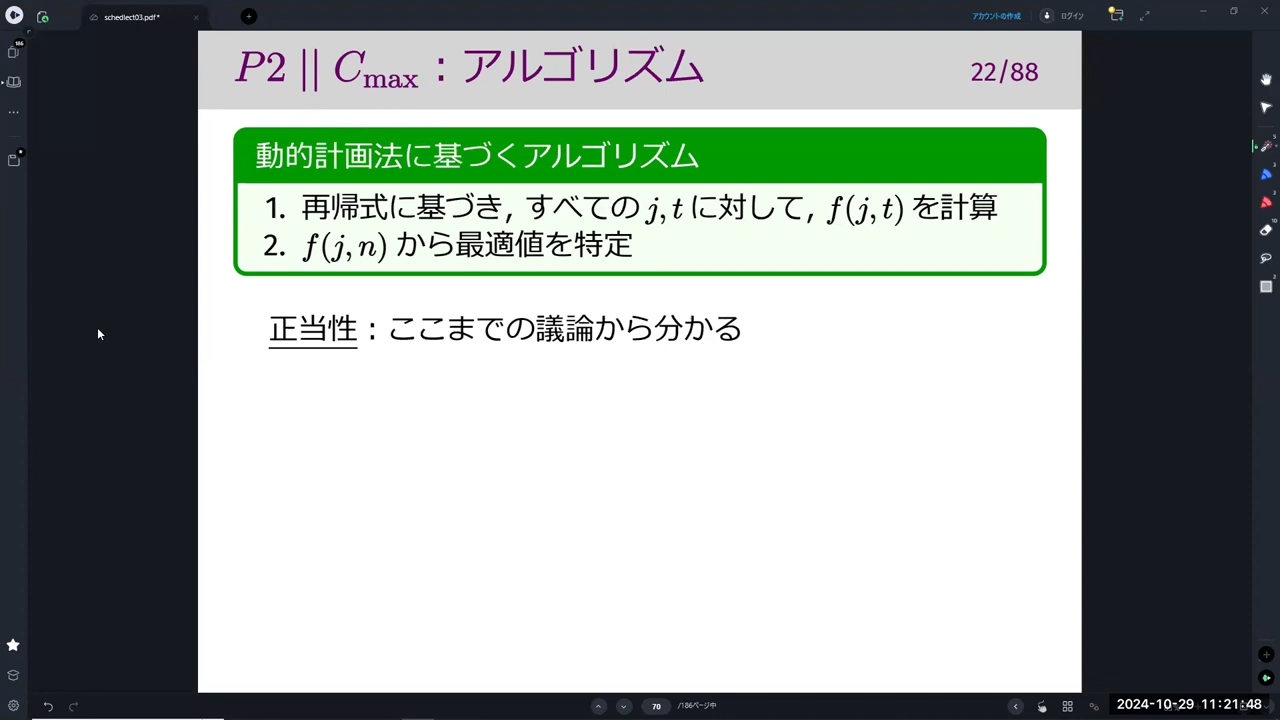 186
schedlect03.pdf*
アカウントの作成
ログイン
P2 || Cmax : アルゴリズム
22/88
動的計画法に基づくアルゴリズム
1. 再帰式に基づき, すべての j, t に対して, f(j, t) を計算
2. f(j, n) から最適値を特定
正当性：ここまでの議論から分かる
70 /186ページ中
2024-10-29 11:21:48